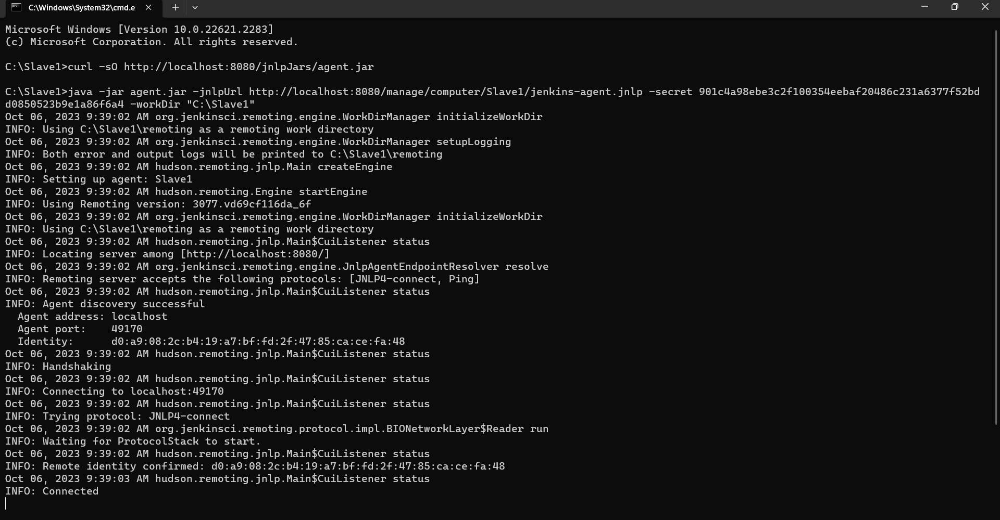 C:\Windows\System32\cmd.e
Microsoft Windows [Version 10.0.22621.2283]
(c) Microsoft Corporation. All rights reserved.
C:\Slave1>curl -sO http://localhost:8080/jnlpJars/agent.jar
C:\Slave1>java -jar agent.jar -jnlpUrl http://localhost:8080/manage/computer/Slave1/jenkins-agent.jnlp -secret 901c4a98ebe3c2f100354eebaf20486c231a6377f52bd
d0850523b9e1a86f6a4 -workDir "C:\Slave1"
Oct 06, 2023 9:39:02 AM org.jenkinsci.remoting.engine.WorkDirManager initializeWorkDir
INFO: Using C:\Slave1\remoting as a remoting work directory
Oct 06, 2023 9:39:02 AM org.jenkinsci.remoting.engine.WorkDirManager setupLogging
INFO: Both error and output logs will be printed to C:\Slave1\remoting
Oct 06, 2023 9:39:02 AM hudson.remoting.jnlp.Main createEngine
INFO: Setting up agent: Slave1
Oct 06, 2023 9:39:02 AM hudson.remoting.Engine startEngine
INFO: Using Remoting version: 3077.vd69cf116da_6f
Oct 06, 2023 9:39:02 AM org.jenkinsci.remoting.engine.WorkDirManager initializeWorkDir
INFO: Using C:\Slave1\remoting as a remoting work directory
Oct 06, 2023 9:39:02 AM hudson.remoting.jnlp.Main$CuiListener status
INFO: Locating server among [http://localhost:8080/]
Oct 06, 2023 9:39:02 AM org.jenkinsci.remoting.engine.JnlpAgentEndpointResolver resolve
INFO: Remoting server accepts the following protocols: [JNLP4-connect, Ping]
Oct 06, 2023 9:39:02 AM hudson.remoting.jnlp.Main$CuiListener status
INFO: Agent discovery successful
  Agent address: localhost
  Agent port:    49170
  Identity:      d0:a9:08:2c:b4:19:a7:bf:fd:2f:47:85:ca:ce:fa:48
Oct 06, 2023 9:39:02 AM hudson.remoting.jnlp.Main$CuiListener status
INFO: Handshaking
Oct 06, 2023 9:39:02 AM hudson.remoting.jnlp.Main$CuiListener status
INFO: Connecting to localhost:49170
Oct 06, 2023 9:39:02 AM hudson.remoting.jnlp.Main$CuiListener status
INFO: Trying protocol: JNLP4-connect
Oct 06, 2023 9:39:02 AM org.jenkinsci.remoting.protocol.impl.BIONetworkLayer$Reader run
INFO: Waiting for ProtocolStack to start.
Oct 06, 2023 9:39:02 AM hudson.remoting.jnlp.Main$CuiListener status
INFO: Remote identity confirmed: d0:a9:08:2c:b4:19:a7:bf:fd:2f:47:85:ca:ce:fa:48
Oct 06, 2023 9:39:03 AM hudson.remoting.jnlp.Main$CuiListener status
INFO: Connected